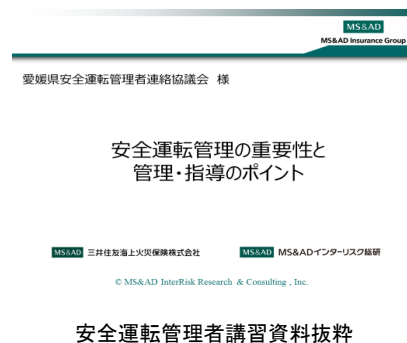 MS&AD
MS&AD Insurance Group
愛媛県安全運転管理者連絡協議会 様
安全運転管理の重要性と
管理・指導のポイント
MS&AD 三井住友海上火災保険株式会社 MS&AD MS&ADインターリスク総研
© MS&AD InterRisk Research & Consulting , Inc.
安全運転管理者講習資料抜粋